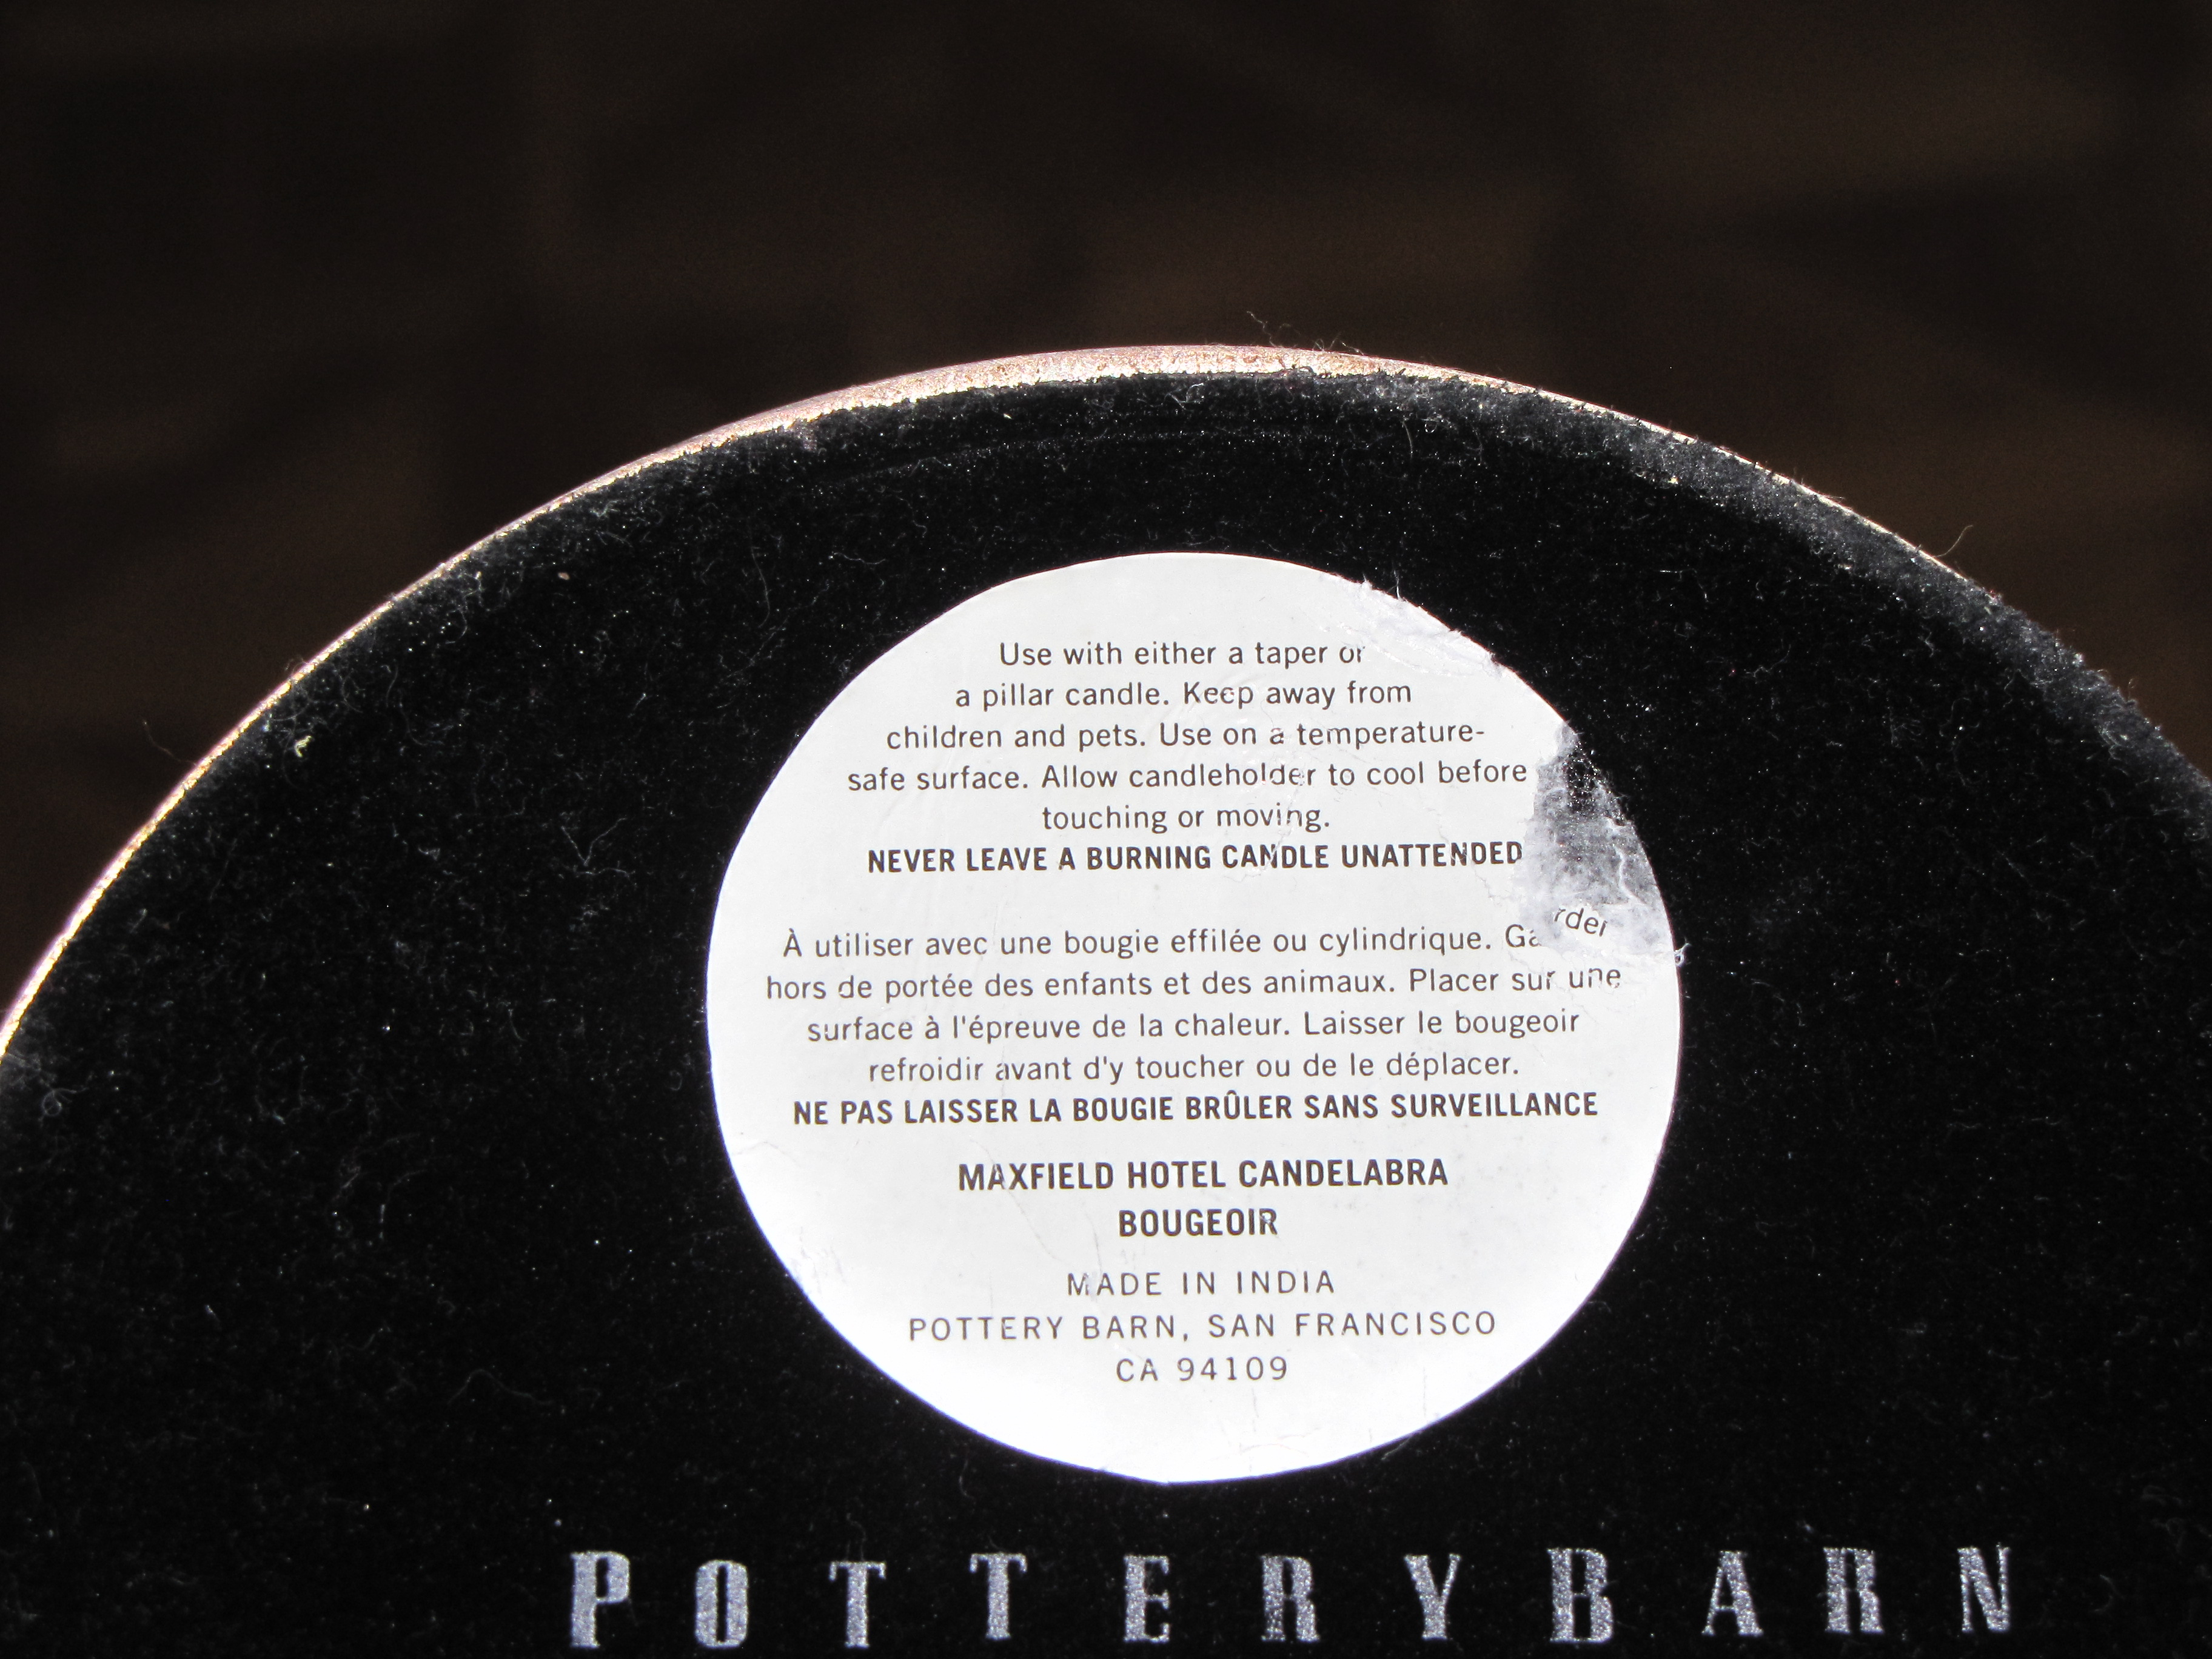 Use with either a taper or
a pillar candle. Keep away from
children and pets. Use on a temperature-
safe surface. Allow candleholder to cool before
touching or moving.
NEVER LEAVE A BURNING CANDLE UNATTENDED
À utiliser avec une bougie effilée ou cylindrique. Garder
hors de portée des enfants et des animaux. Placer sur une
surface à l'épreuve de la chaleur. Laisser le bougeoir
refroidir avant d'y toucher ou de le déplacer.
NE PAS LAISSER LA BOUGIE BRÛLER SANS SURVEILLANCE
MAXFIELD HOTEL CANDELABRA
BOUGEOIR
MADE IN INDIA
POTTERY BARN, SAN FRANCISCO
CA 94109
POTTERY BARN